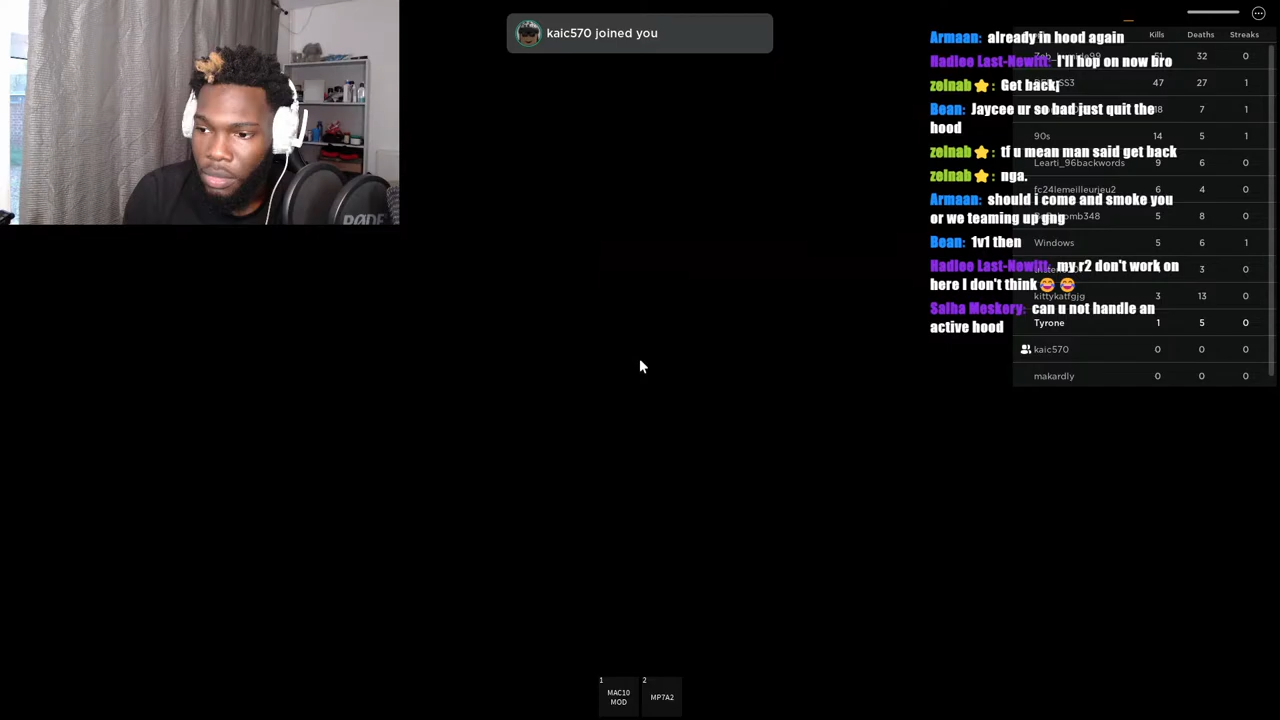 kaic570 joined you
Armaan: already in hood again
Hadlee Last-Newitt: I'll hop on now bro
zelnab ⭐: Get back¡
Bean: Jaycee ur so bad just quit the
hood
zelnab ⭐: tf u mean man said get back
zelnab ⭐: nga.
Armaan: should i come and smoke you
or we teaming up gng
Bean: 1v1 then
Hadlee Last-Newitt: my r2 don't work on
here I don't think 😂 😂
Salha Meskery: can u not handle an
active hood
Kills Deaths Streaks
32 0
47 27 1
7 1
90s 14 5 1
Learti_96backwords 9 6 0
fc24lemeilleurjeu2 6 4 0
5 8 0
Windows 5 6 1
3 0
kittykatfgjg 3 13 0
Tyrone 1 5 0
kaic570 0 0 0
makardly 0 0 0
RØDE
1
MAC10
MOD
2
MP7A2